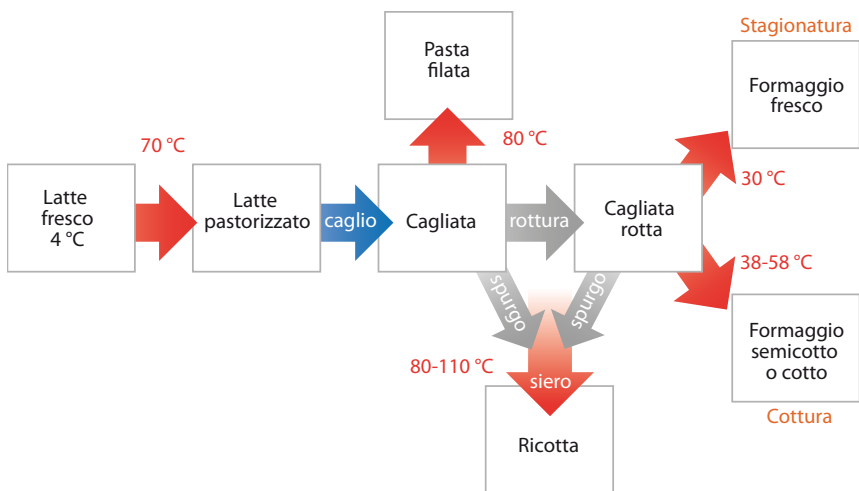 Stagionatura
Pasta
filata
Formaggio
fresco
70 °C
80 °C
30 °C
Latte
fresco
4 °C
Latte
pastorizzato
caglio
Cagliata
rottura
Cagliata
rotta
38-58 °C
spurgo
spurgo
Formaggio
semicotto
o cotto
80-110 °C
siero
Cottura
Ricotta